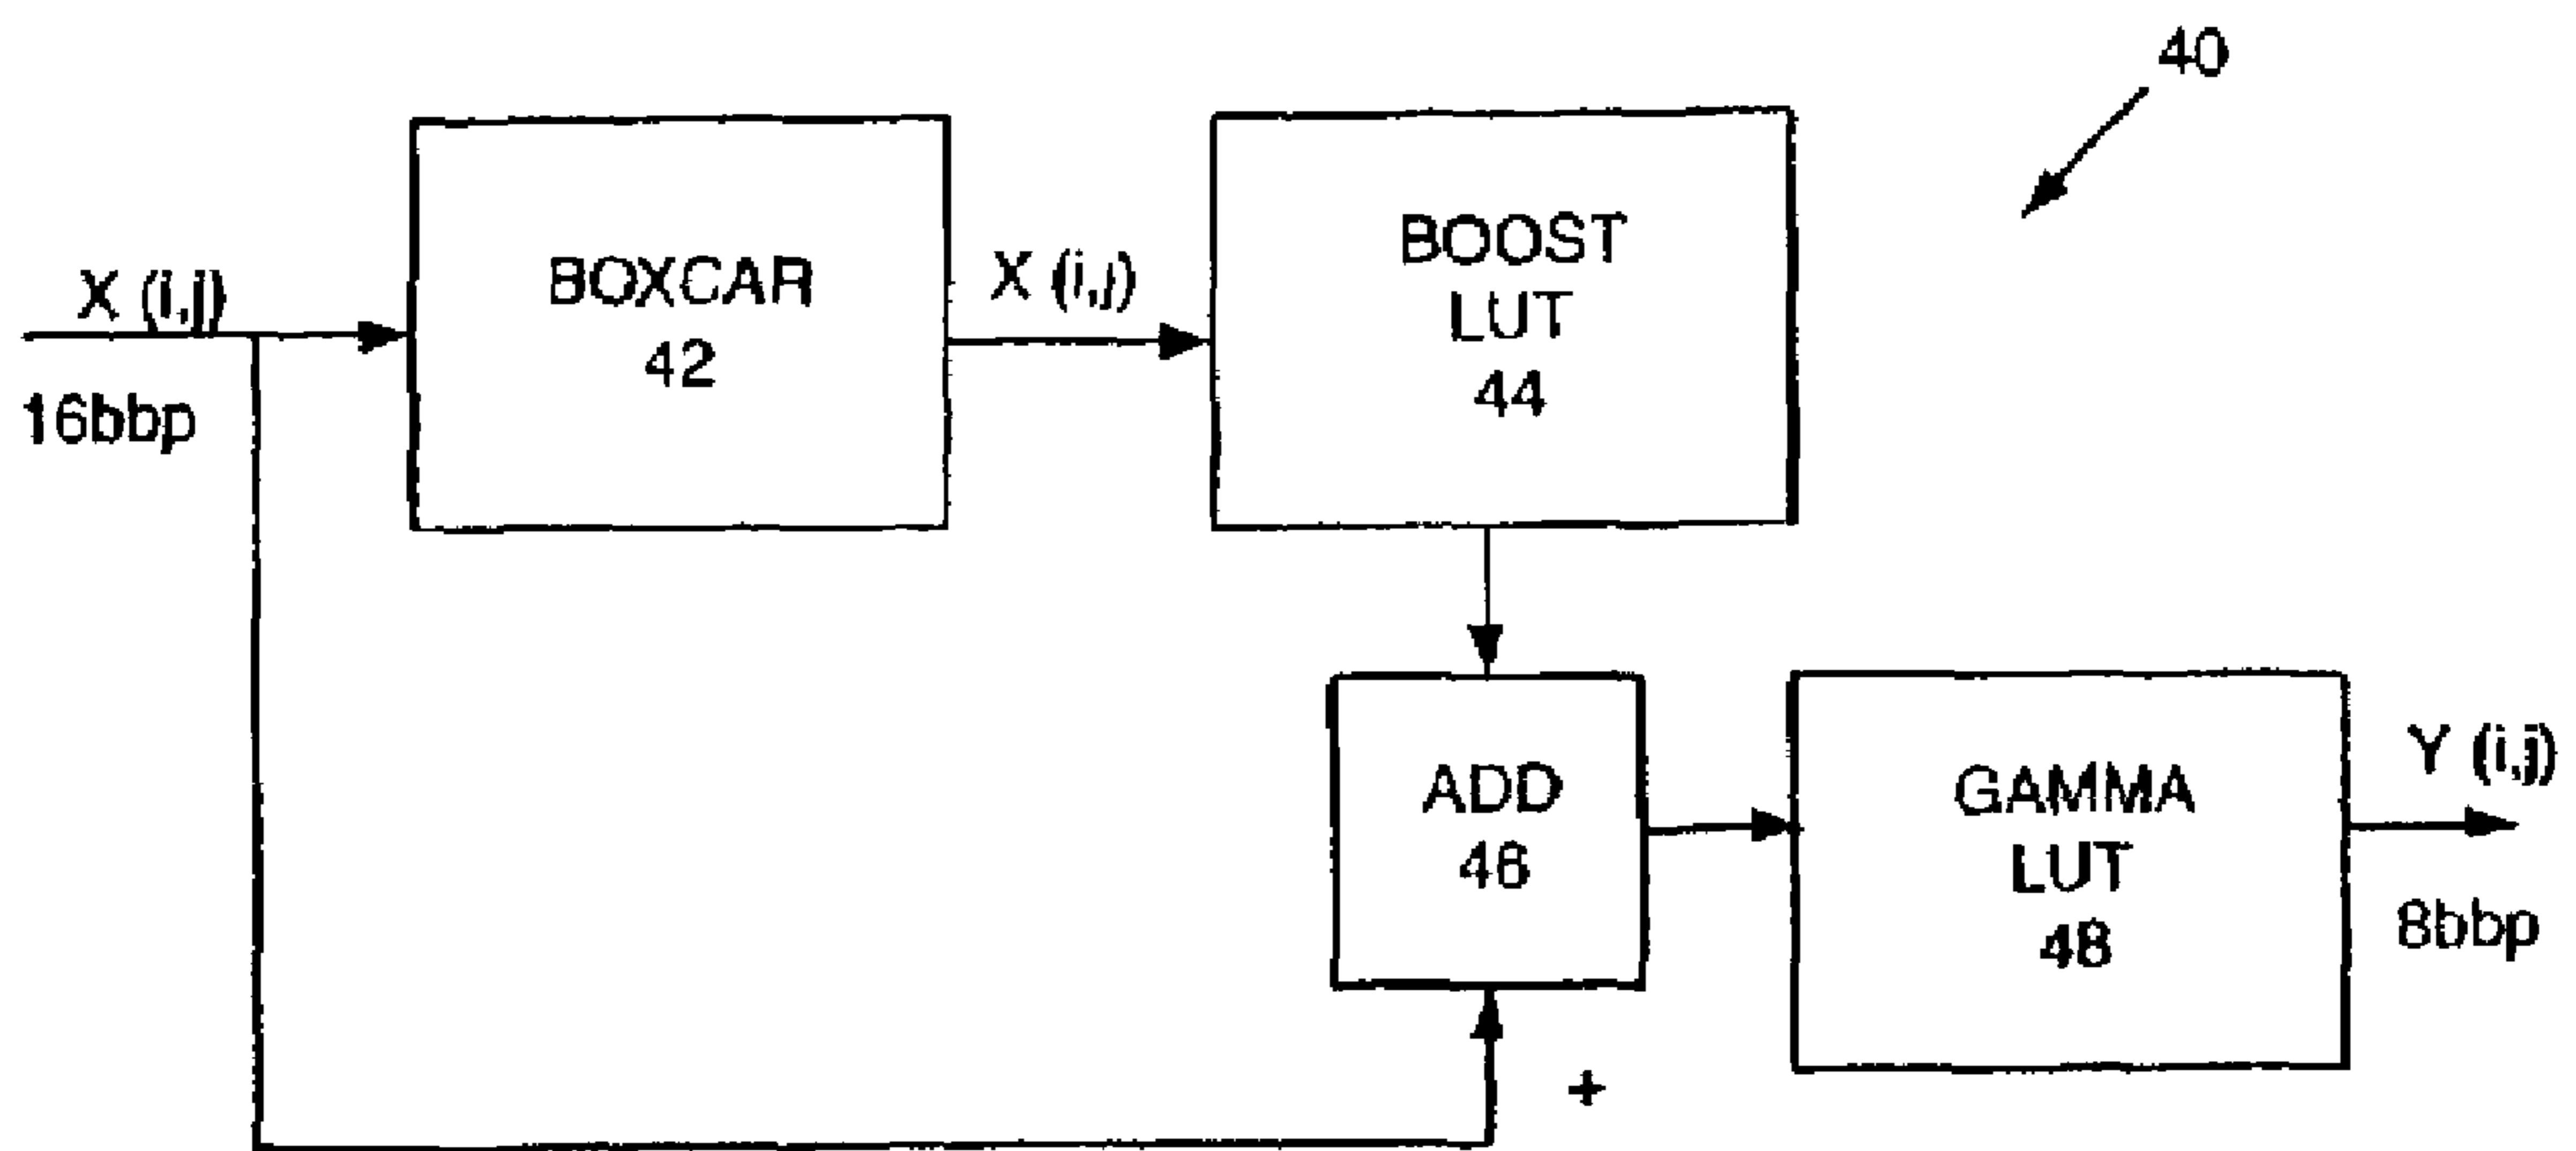 40
X (i,j)
16bbp
BOXCAR
42
X (i,j)
BOOST
LUT
44
ADD
46
+
GAMMA
LUT
48
Y (i,j)
8bbp